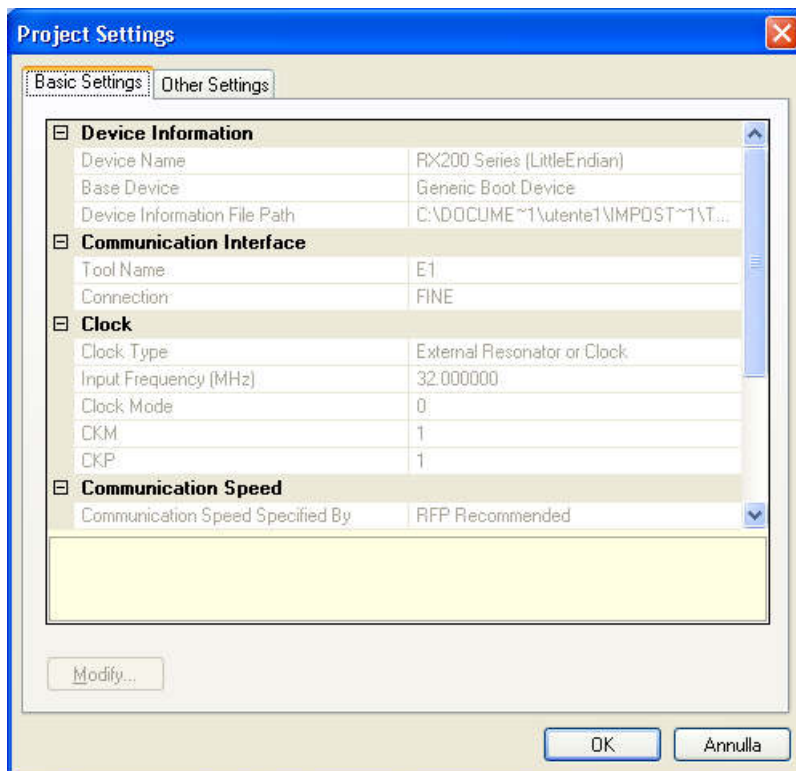 Project Settings
Basic Settings Other Settings
Device Information
Device Name RX200 Series (LittleEndian)
Base Device Generic Boot Device
Device Information File Path C:\DOCUME~1\utente1\IMPOST~1\T...
Communication Interface
Tool Name E1
Connection FINE
Clock
Clock Type External Resonator or Clock
Input Frequency (MHz) 32.000000
Clock Mode 0
CKM 1
CKP 1
Communication Speed
Communication Speed Specified By RFP Recommended
Modify...
OK Annulla